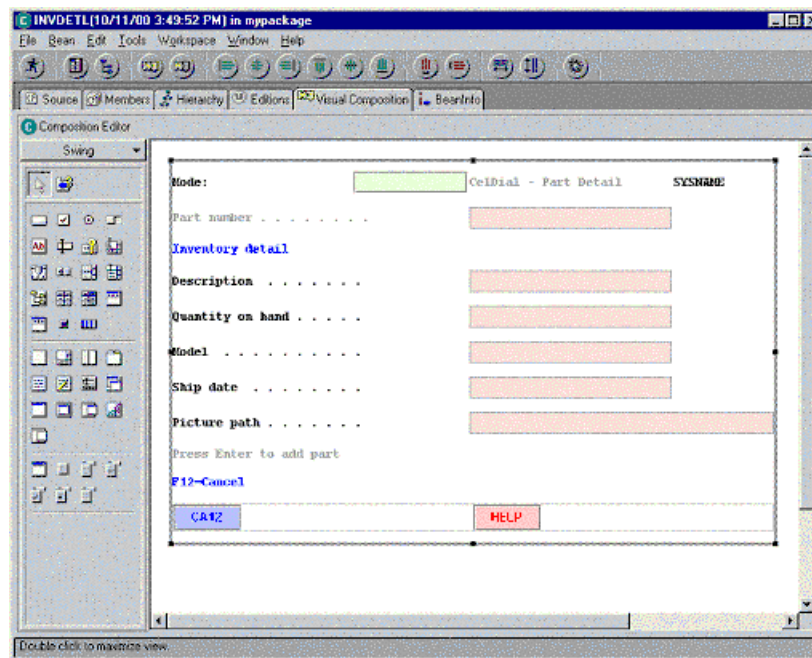 INVDETL(10/11/00 3:49:52 PM) in mypackage
File Bean Edit Tools Workspace Window Help
Source Members Hierarchy Editions Visual Composition BeanInfo
Composition Editor
Swing
Mode: CelDial - Part Detail SYSNAME
Part number . . . . . . . .
Inventory detail
Description . . . . . . .
Quantity on hand . . . . .
Model . . . . . . . . . .
Ship date . . . . . . . .
Picture path . . . . . . .
Press Enter to add part
F12=Cancel
CA12 HELP
Double click to maximize view.